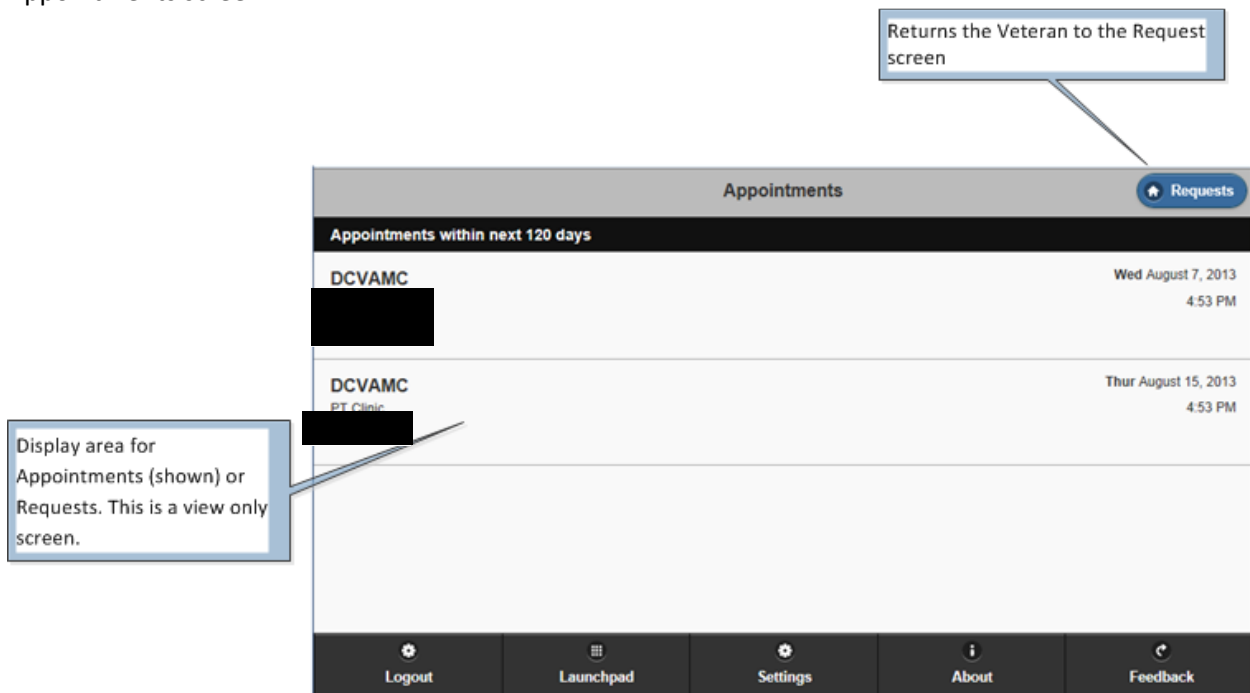 Returns the Veteran to the Request
screen
Appointments
Requests
Appointments within next 120 days
DCVAMC
Wed August 7, 2013
4:53 PM
DCVAMC
Thur August 15, 2013
PT Clinic
4:53 PM
Display area for
Appointments (shown) or
Requests. This is a view only
screen.
Logout
Launchpad
Settings
About
Feedback